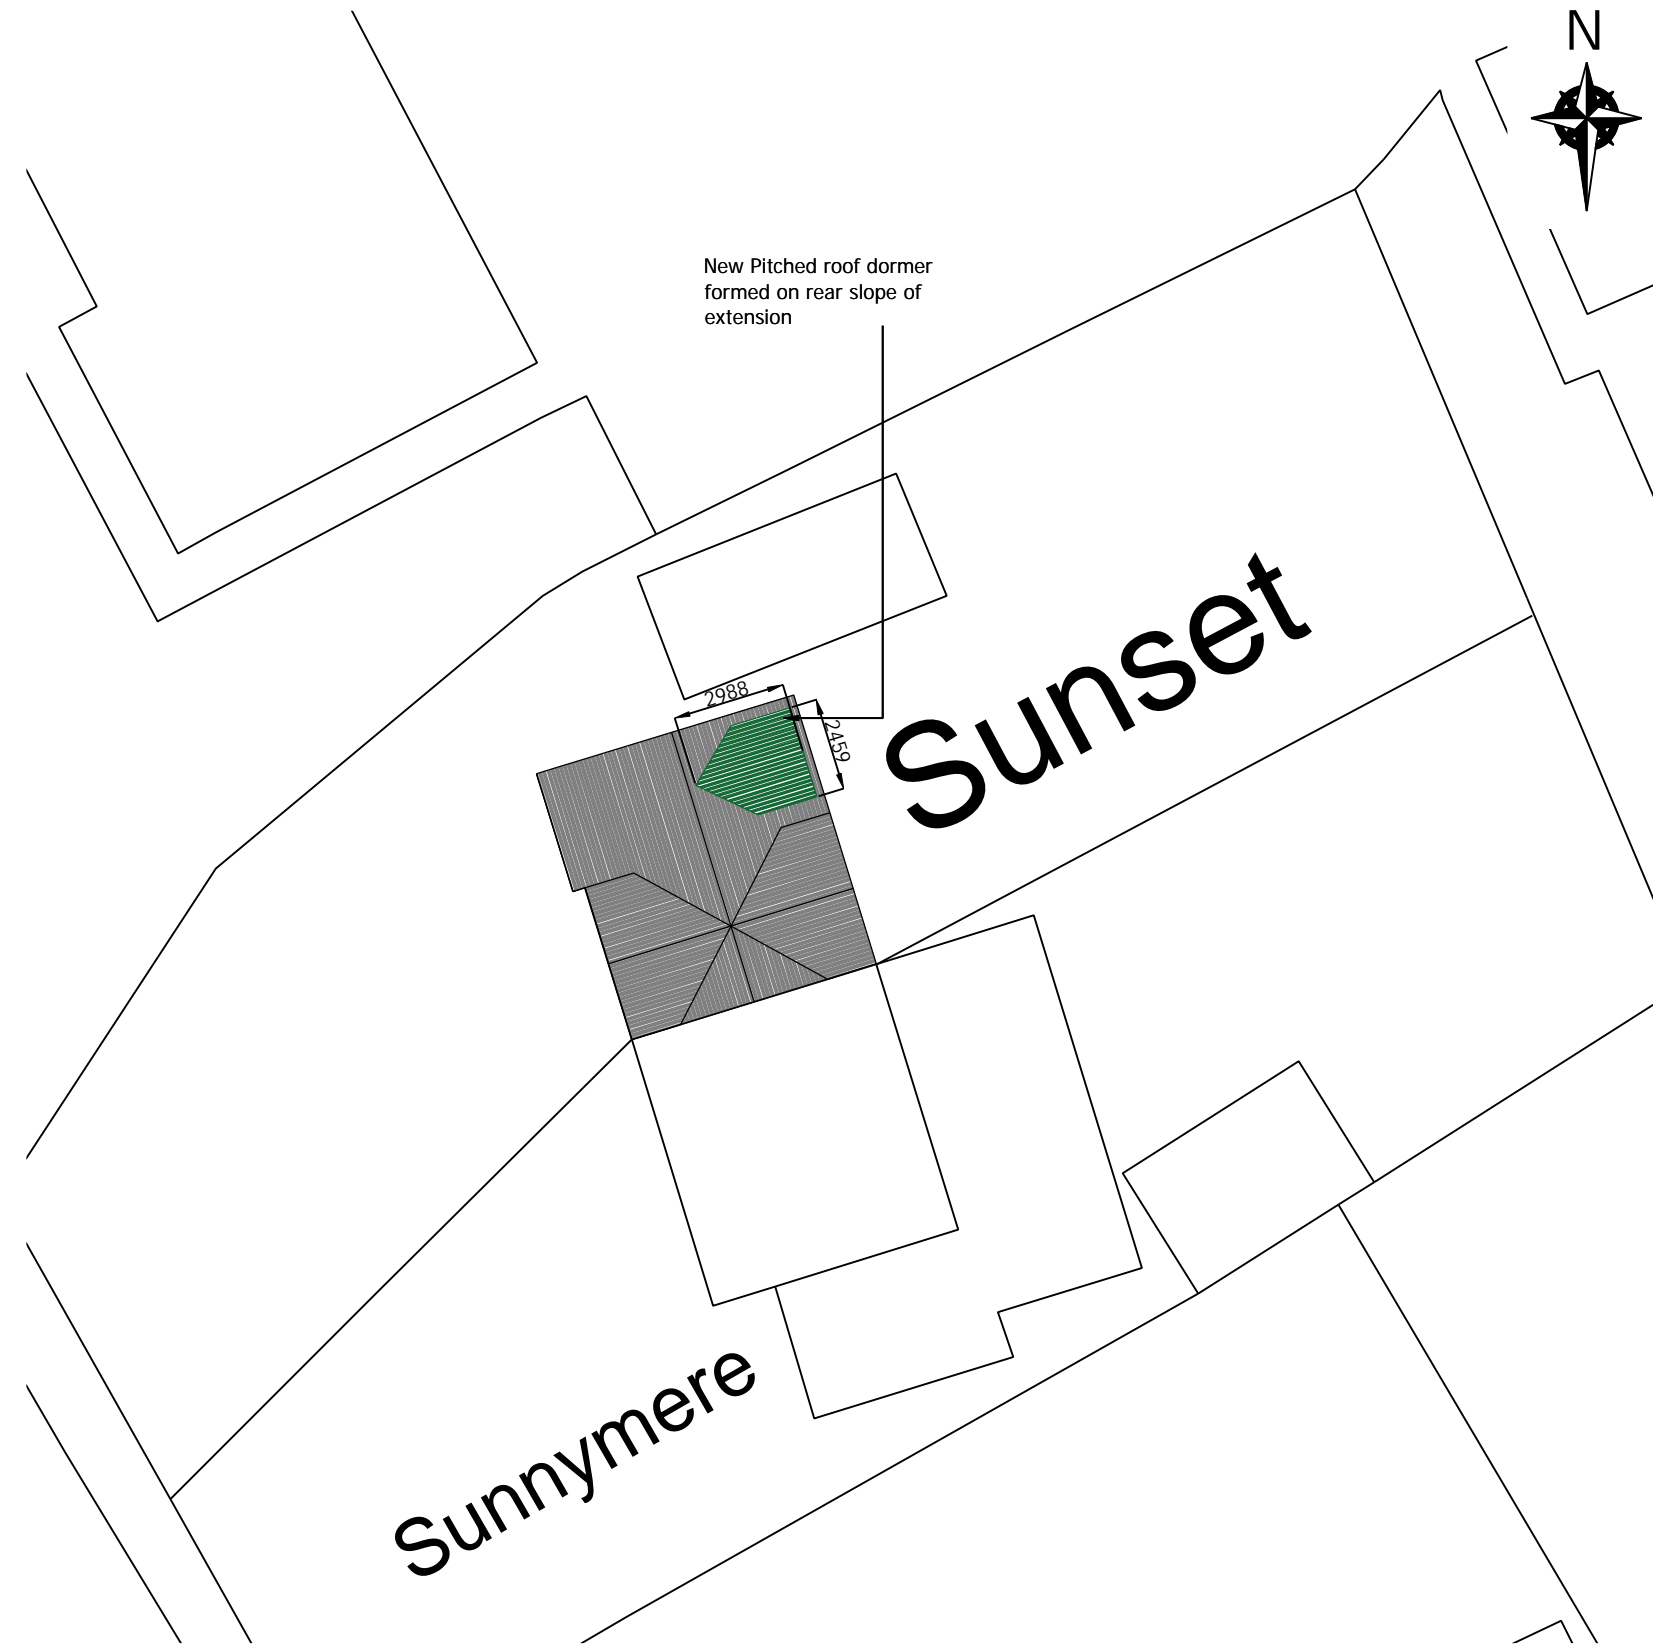 N
New Pitched roof dormer
formed on rear slope of
extension
Sunset
2988
2459
Sunnymere